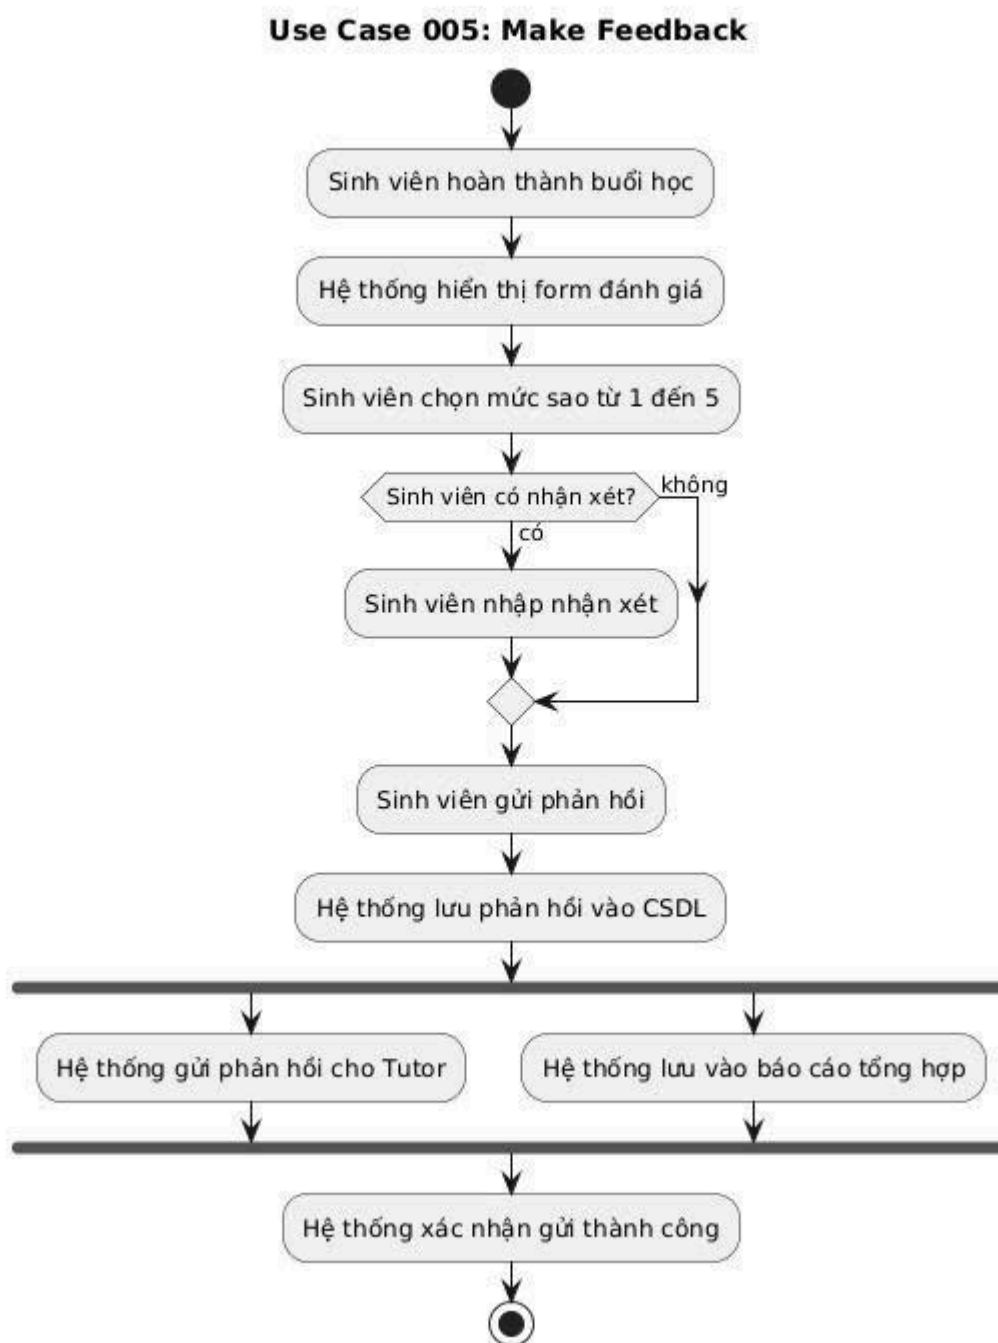 Use Case 005: Make Feedback
Sinh viên hoàn thành buổi học
Hệ thống hiển thị form đánh giá
Sinh viên chọn mức sao từ 1 đến 5
Sinh viên có nhận xét?
không
có
Sinh viên nhập nhận xét
Sinh viên gửi phản hồi
Hệ thống lưu phản hồi vào CSDL
Hệ thống gửi phản hồi cho Tutor
Hệ thống lưu vào báo cáo tổng hợp
Hệ thống xác nhận gửi thành công